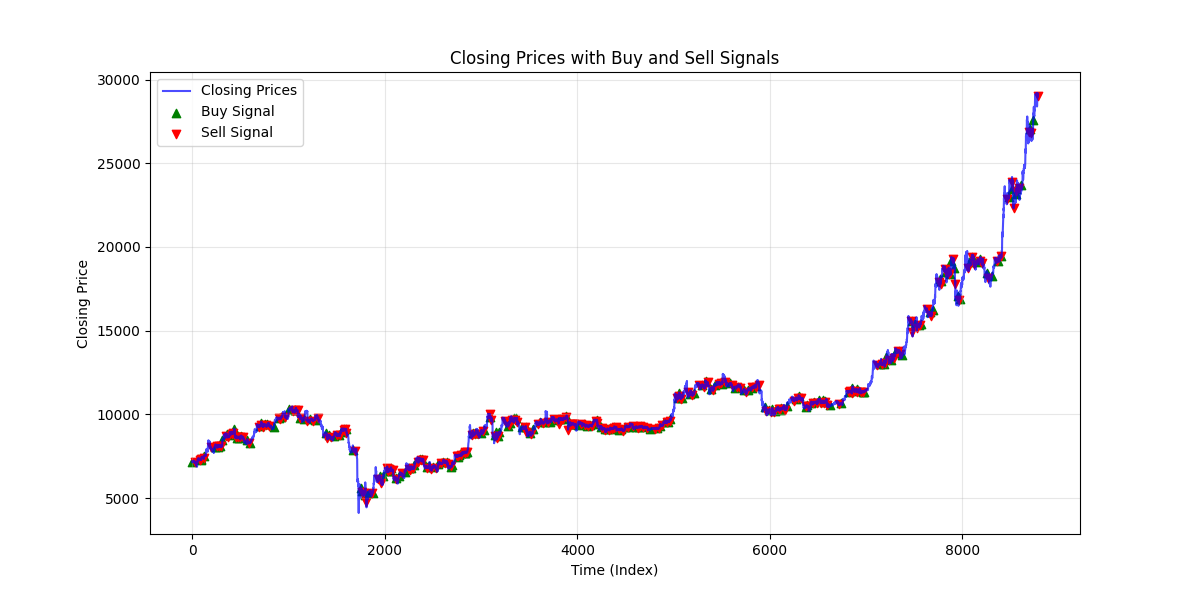 Closing Prices with Buy and Sell Signals
Closing Prices
Buy Signal
Sell Signal
30000
25000
20000
15000
10000
5000
Closing Price
0 2000 4000 6000 8000
Time (Index)